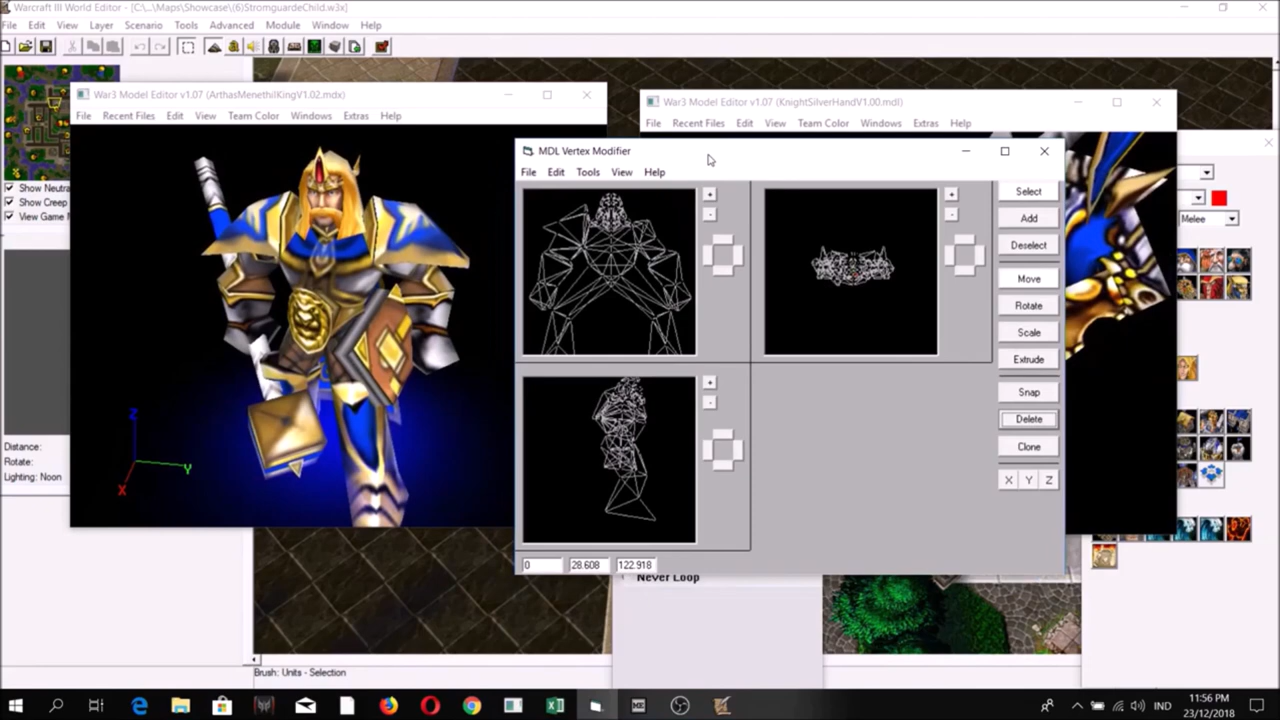 Warcraft III World Editor - [C:\...\Maps\Showcase\(6)StromguardeChild.w3x]
File Edit View Layer Scenario Tools Advanced Module Window Help
War3 Model Editor v1.07 (ArthasMenethilKingV1.02.mdx)
File Recent Files Edit View Team Color Windows Extras Help
War3 Model Editor v1.07 (KnightSilverHandV1.00.mdl)
File Recent Files Edit View Team Color Windows Extras Help
MDL Vertex Modifier
File Edit Tools View Help
+
-
+
-
+
-
Select
Add
Deselect
Move
Rotate
Scale
Extrude
Snap
Delete
Clone
X Y Z
0 28.608 122.918
Show Neutra
Show Creep
View Game
Melee
Z
Y
X
Distance:
Rotate:
Lighting: Noon
Never Loop
Brush: Units - Selection
IND
11:56 PM
23/12/2018